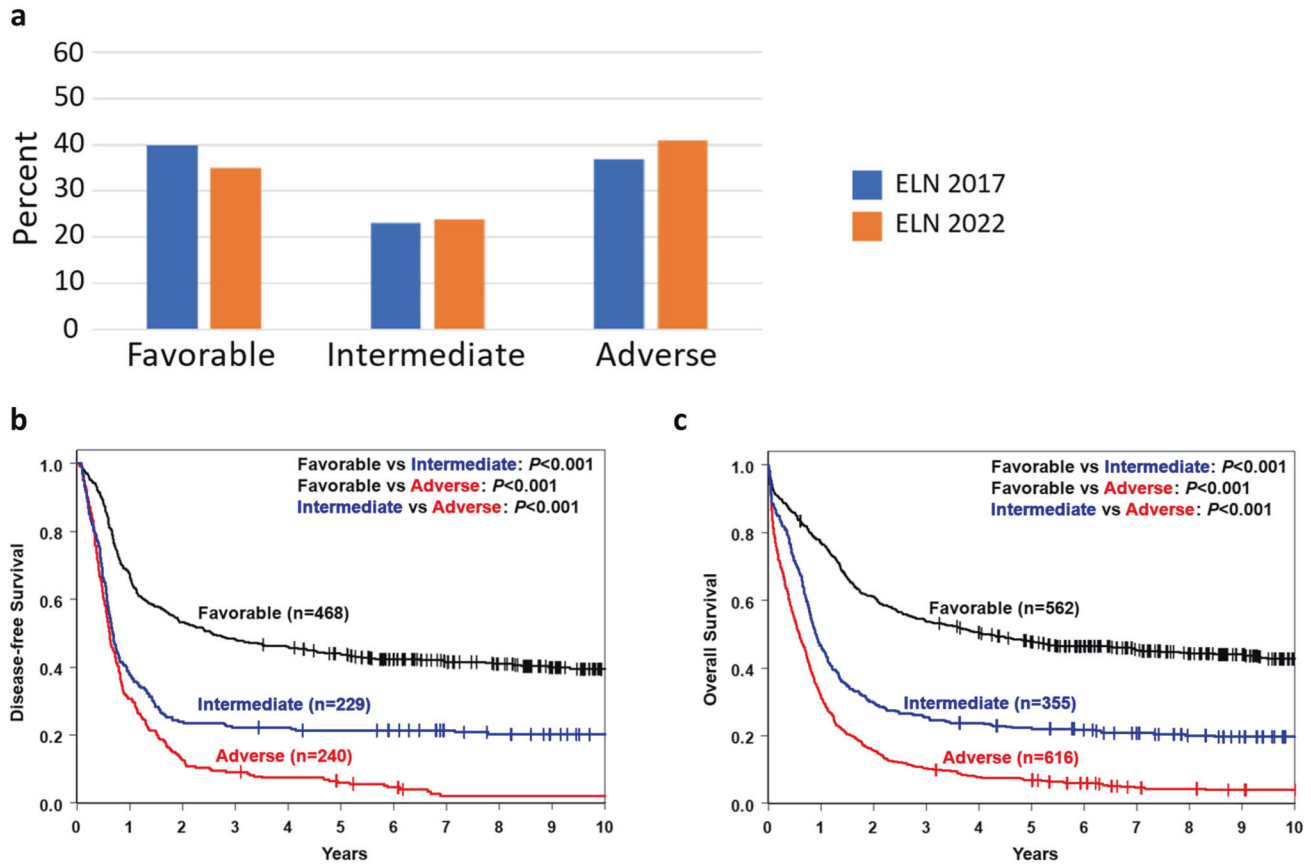 a
60
50
40
30
20
10
0
Percent
Favorable
Intermediate
Adverse
ELN 2017
ELN 2022
b
1.0
0.8
0.6
0.4
0.2
0.0
Disease-free Survival
Favorable vs Intermediate: P<0.001
Favorable vs Adverse: P<0.001
Intermediate vs Adverse: P<0.001
Favorable (n=468)
Intermediate (n=229)
Adverse (n=240)
0 1 2 3 4 5 6 7 8 9 10
Years
c
1.0
0.8
0.6
0.4
0.2
0.0
Overall Survival
Favorable vs Intermediate: P<0.001
Favorable vs Adverse: P<0.001
Intermediate vs Adverse: P<0.001
Favorable (n=562)
Intermediate (n=355)
Adverse (n=616)
0 1 2 3 4 5 6 7 8 9 10
Years